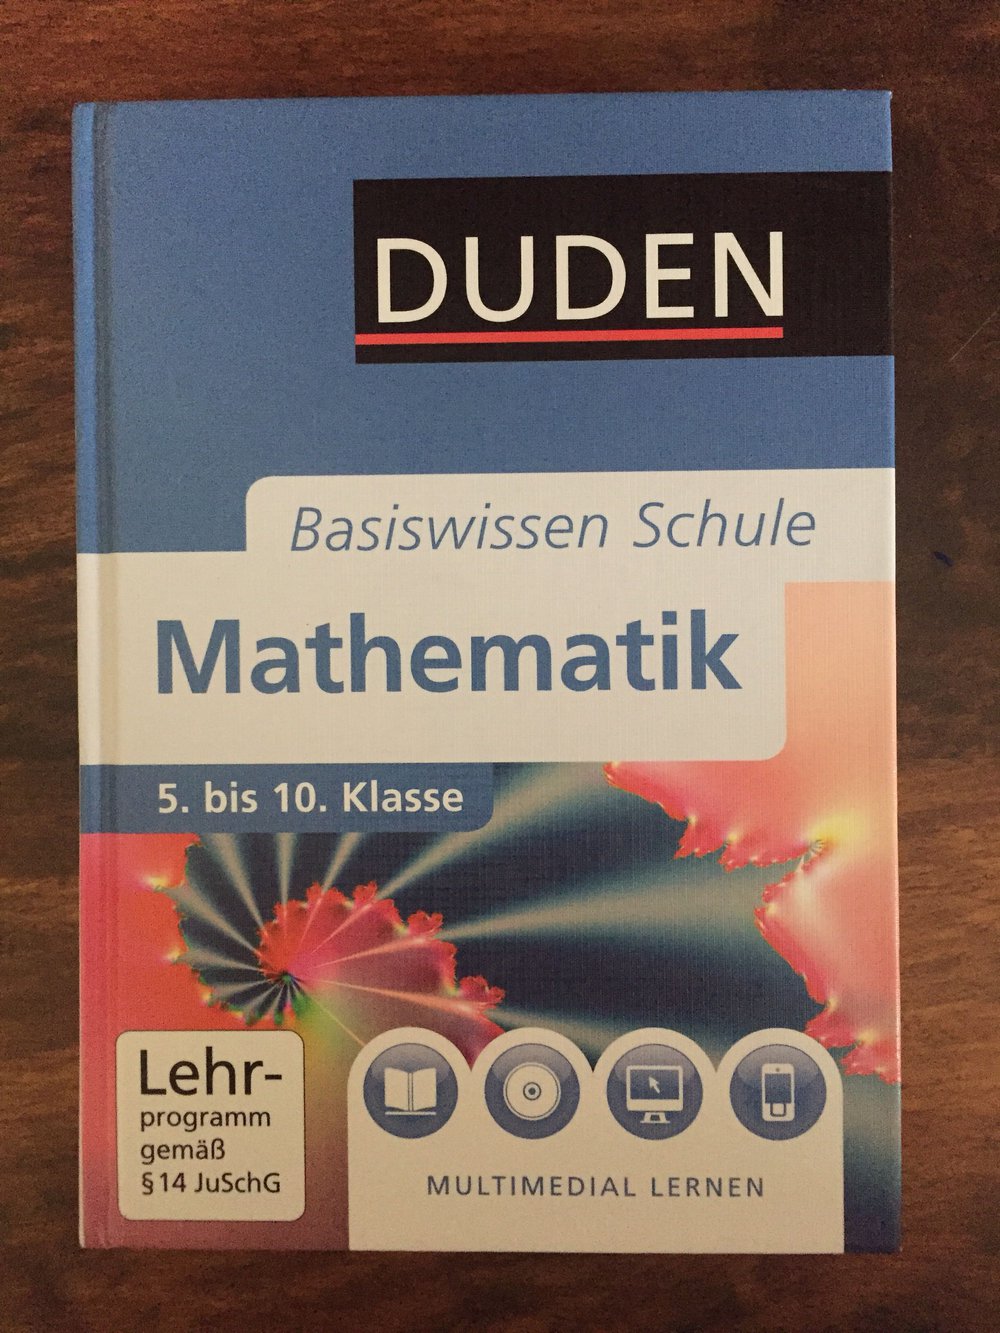 DUDEN
Basiswissen Schule
Mathematik
5. bis 10. Klasse
Lehr-
programm
gemäß
§ 14 JuSchG
MULTIMEDIAL LERNEN